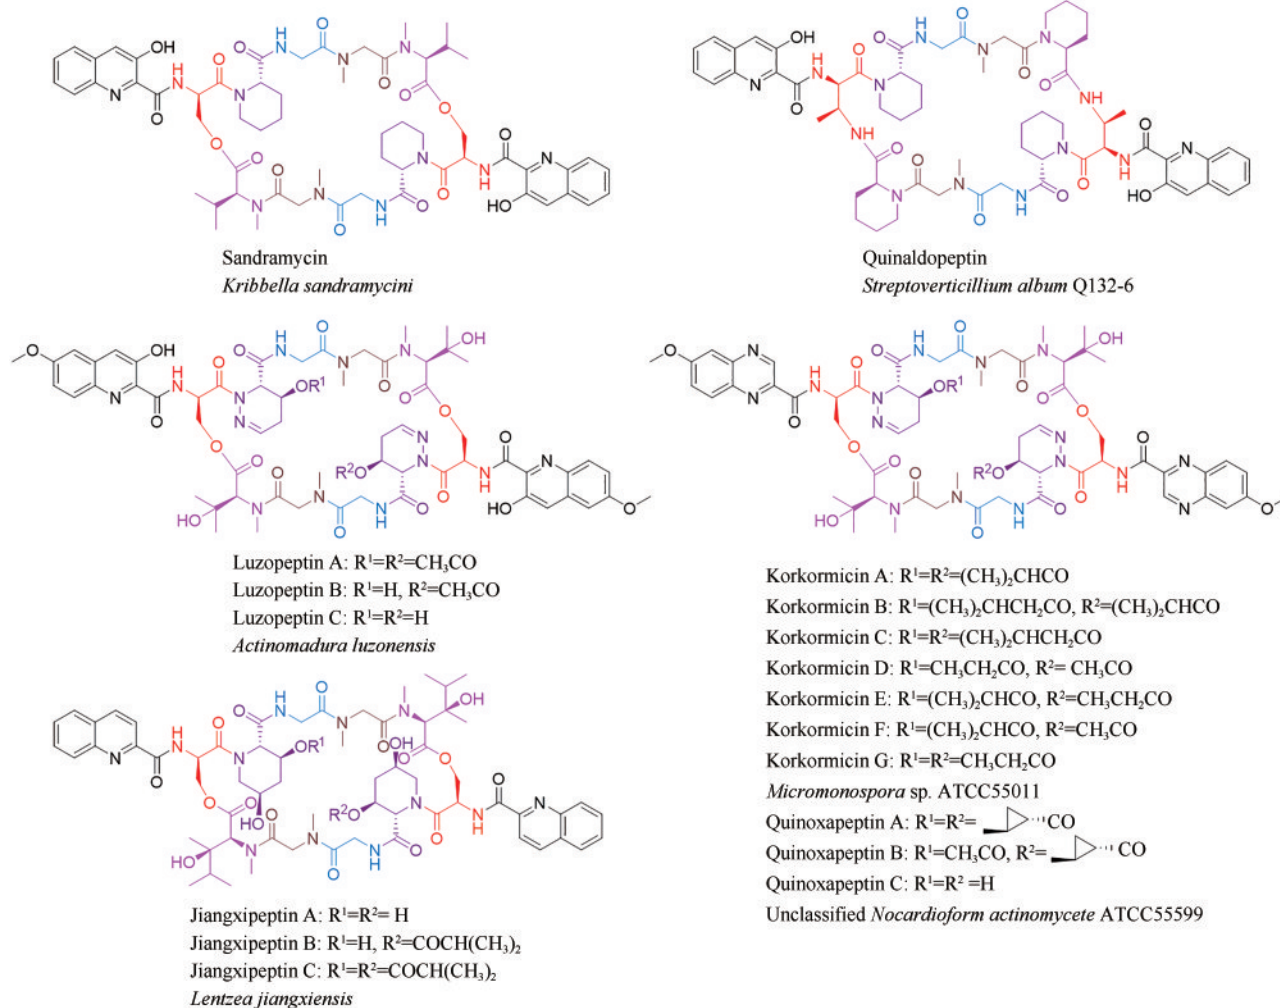 Sandramycin
Kribbella sandramycini
Quinaldopeptin
Streptoverticillium album Q132-6
Luzopeptin A: R¹=R²=CH₃CO
Luzopeptin B: R¹=H, R²=CH₃CO
Luzopeptin C: R¹=R²=H
Actinomadura luzonensis
Korkormicin A: R¹=R²=(CH₃)₂CHCO
Korkormicin B: R¹=(CH₃)₂CHCH₂CO, R²=(CH₃)₂CHCO
Korkormicin C: R¹=R²=(CH₃)₂CHCH₂CO
Korkormicin D: R¹=CH₃CH₂CO, R²= CH₃CO
Korkormicin E: R¹=(CH₃)₂CHCO, R²=CH₃CH₂CO
Korkormicin F: R¹=(CH₃)₂CHCO, R²=CH₃CO
Korkormicin G: R¹=R²=CH₃CH₂CO
Micromonospora sp. ATCC55011
Quinoxapeptin A: R¹=R²= CO
Quinoxapeptin B: R¹=CH₃CO, R²= CO
Quinoxapeptin C: R¹=R² =H
Unclassified Nocardioform actinomycete ATCC55599
Jiangxipeptin A: R¹=R²= H
Jiangxipeptin B: R¹=H, R²=COCH(CH₃)₂
Jiangxipeptin C: R¹=R²=COCH(CH₃)₂
Lentzea jiangxiensis